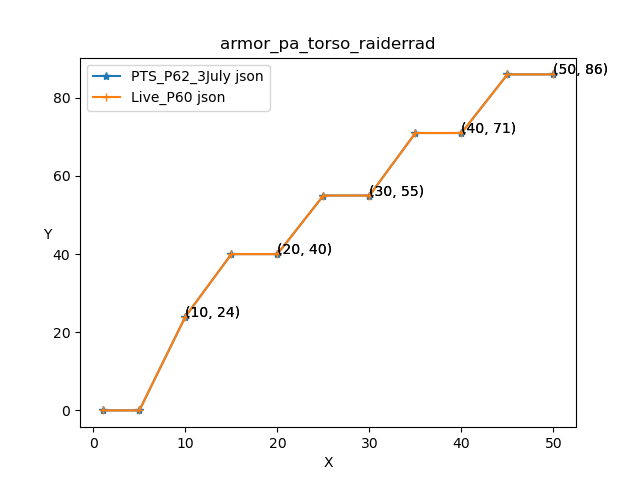 armor_pa_torso_raiderrad
PTS_P62_3July json
Live_P60 json
(50, 86)
(40, 71)
(30, 55)
(20, 40)
(10, 24)
80
60
40
20
0
Y
0 10 20 30 40 50
X